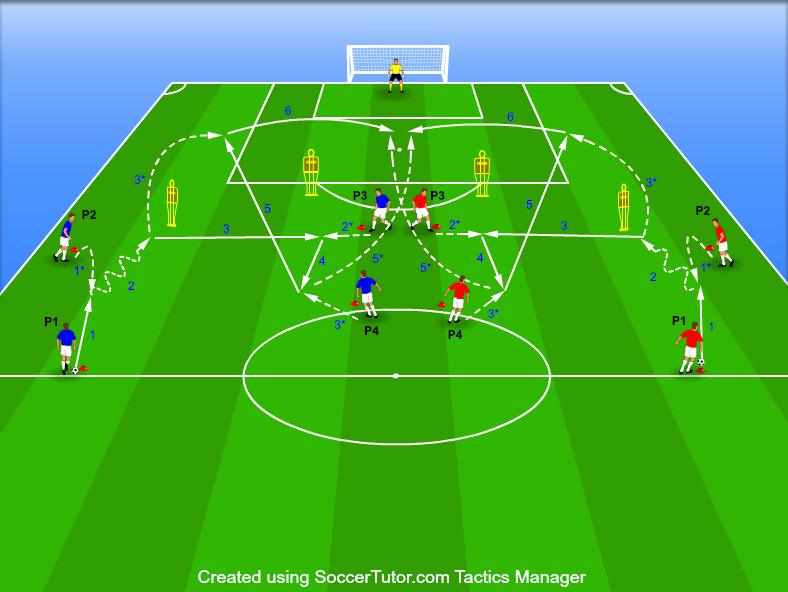 6 6
3* 3*
P3 P3
P2 5 5 P2
3 2* 2* 3
1* 2 4 5* 5* 4 2 1*
P1 1 3* P4 P4 3* P1 1
Created using SoccerTutor.com Tactics Manager